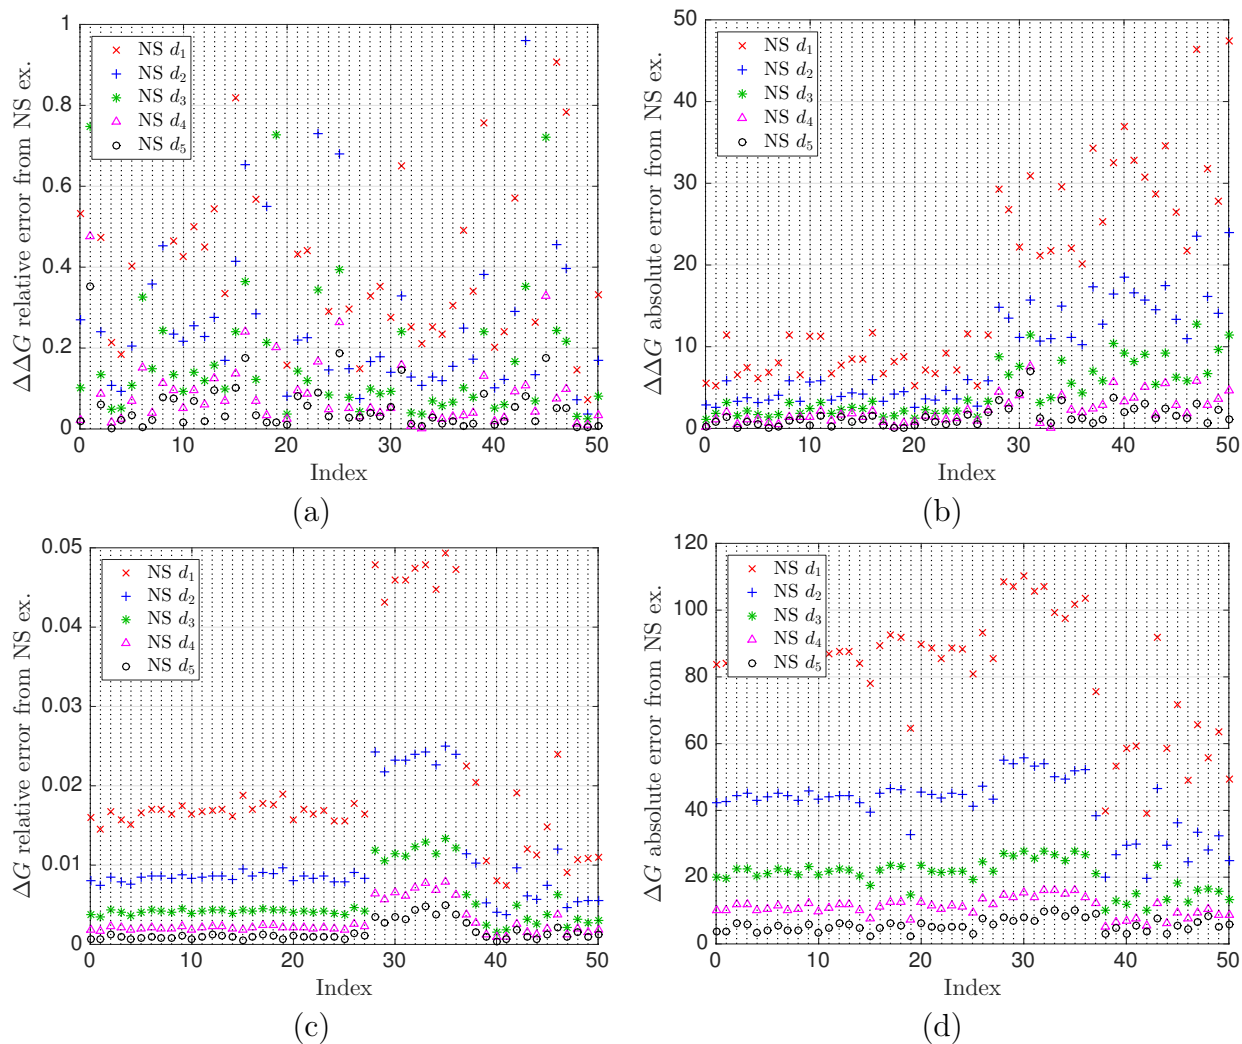 1
0.8
0.6
0.4
0.2
0
ΔΔG relative error from NS ex.
NS d₁
NS d₂
NS d₃
NS d₄
NS d₅
0 10 20 30 40 50
Index
(a)
50
40
30
20
10
0
ΔΔG absolute error from NS ex.
NS d₁
NS d₂
NS d₃
NS d₄
NS d₅
0 10 20 30 40 50
Index
(b)
0.05
0.04
0.03
0.02
0.01
0
ΔG relative error from NS ex.
NS d₁
NS d₂
NS d₃
NS d₄
NS d₅
0 10 20 30 40 50
Index
(c)
120
100
80
60
40
20
0
ΔG absolute error from NS ex.
NS d₁
NS d₂
NS d₃
NS d₄
NS d₅
0 10 20 30 40 50
Index
(d)